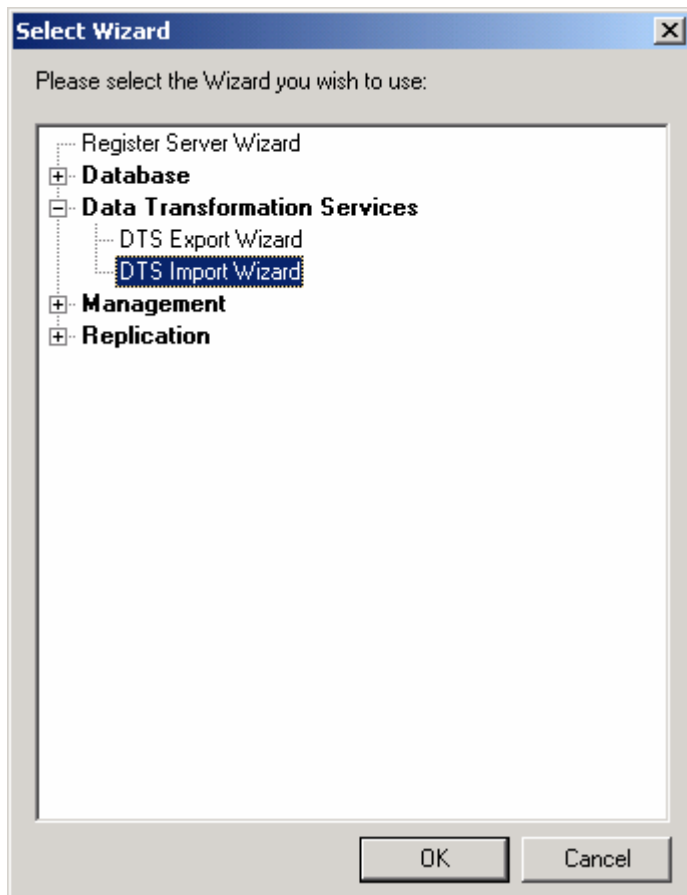 Select Wizard
Please select the Wizard you wish to use:
Register Server Wizard
Database
Data Transformation Services
DTS Export Wizard
DTS Import Wizard
Management
Replication
OK
Cancel